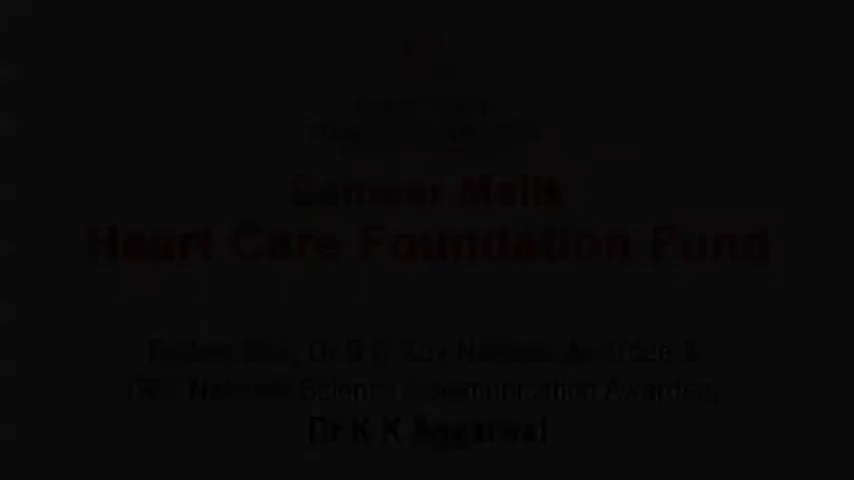 Sameer Malik
Heart Care Foundation Fund
Padma Shri, Dr B C Roy National Awardee &
DST National Science Communication Awardee,
Dr K K Aggarwal